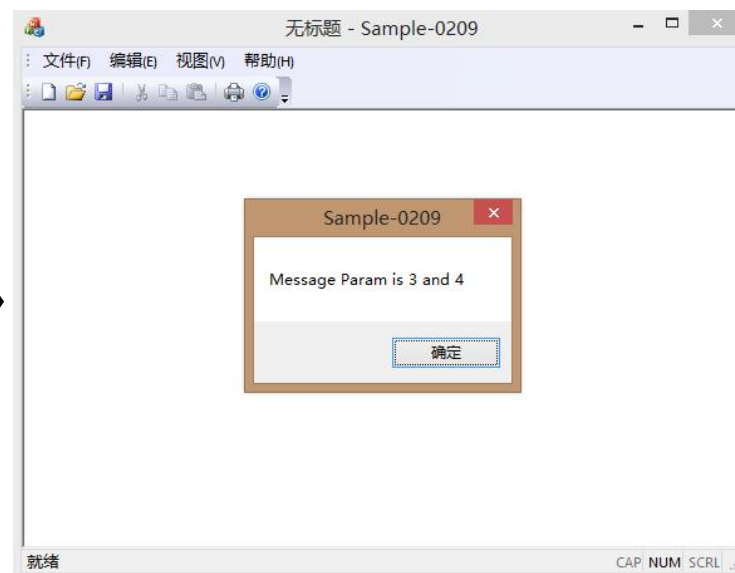 无标题 - Sample-0209
文件(F) 编辑(E) 视图(V) 帮助(H)
Sample-0209
Message Param is 3 and 4
确定
就绪 CAP NUM SCRL